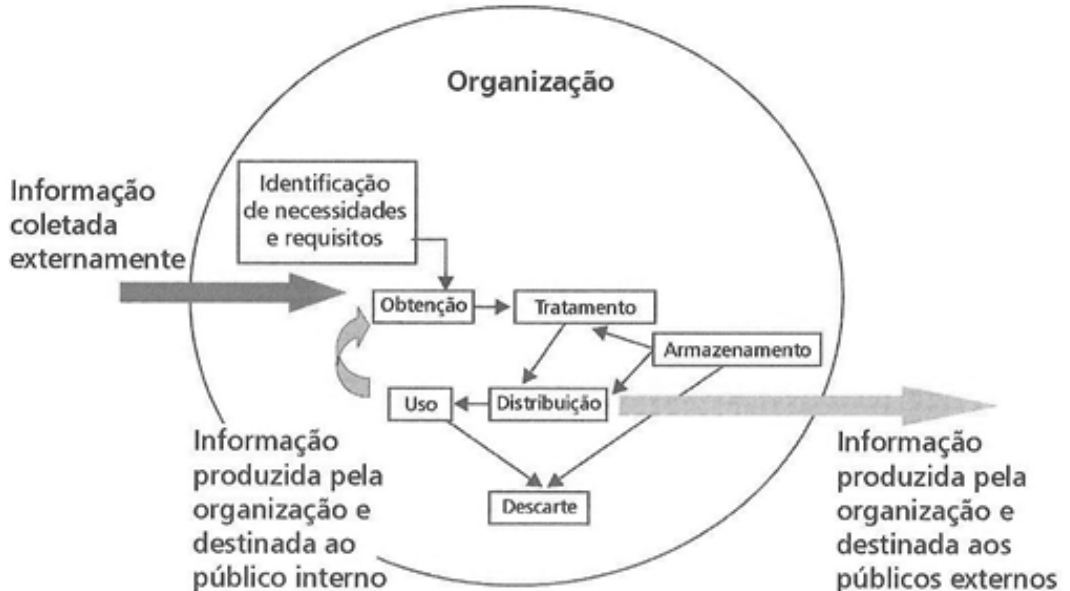 Organização
Informação
coletada
externamente
Identificação
de necessidades
e requisitos
Obtenção
Tratamento
Armazenamento
Uso
Distribuição
Descarte
Informação
produzida pela
organização e
destinada ao
público interno
Informação
produzida pela
organização e
destinada aos
públicos externos